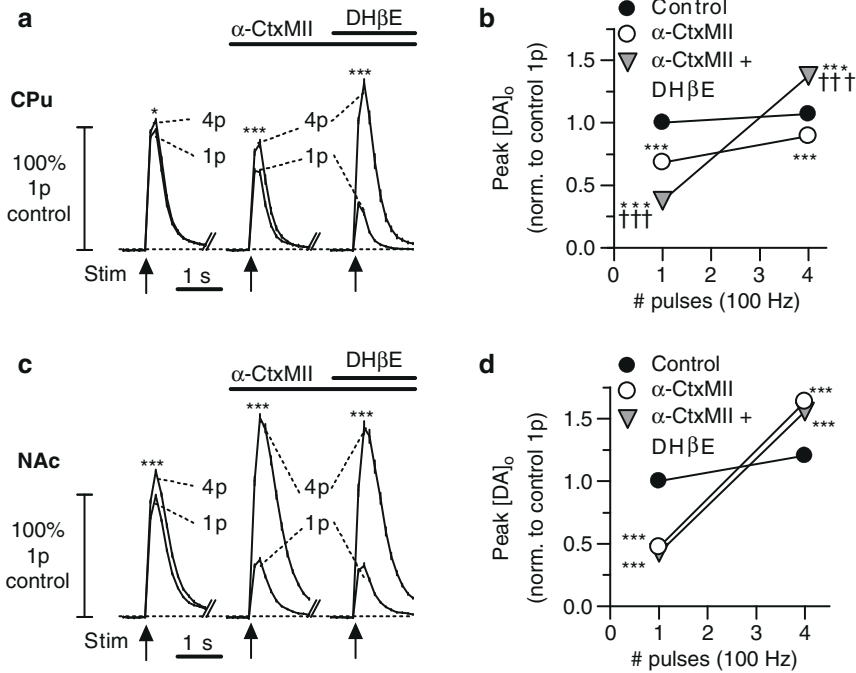 a
α-CtxMII
DHβE
CPu
100%
1p
control
*
***
***
4p
1p
4p
1p
Stim
1 s
b
Control
α-CtxMII
α-CtxMII +
DHβE
Peak [DA]o
(norm. to control 1p)
1.5
1.0
0.5
0.0
***
***
†††
***
***
†††
0
1
2
3
4
# pulses (100 Hz)
c
α-CtxMII
DHβE
NAc
100%
1p
control
***
***
***
4p
1p
4p
1p
Stim
1 s
d
Control
α-CtxMII
α-CtxMII +
DHβE
Peak [DA]o
(norm. to control 1p)
1.5
1.0
0.5
0.0
***
***
***
***
0
1
2
3
4
# pulses (100 Hz)